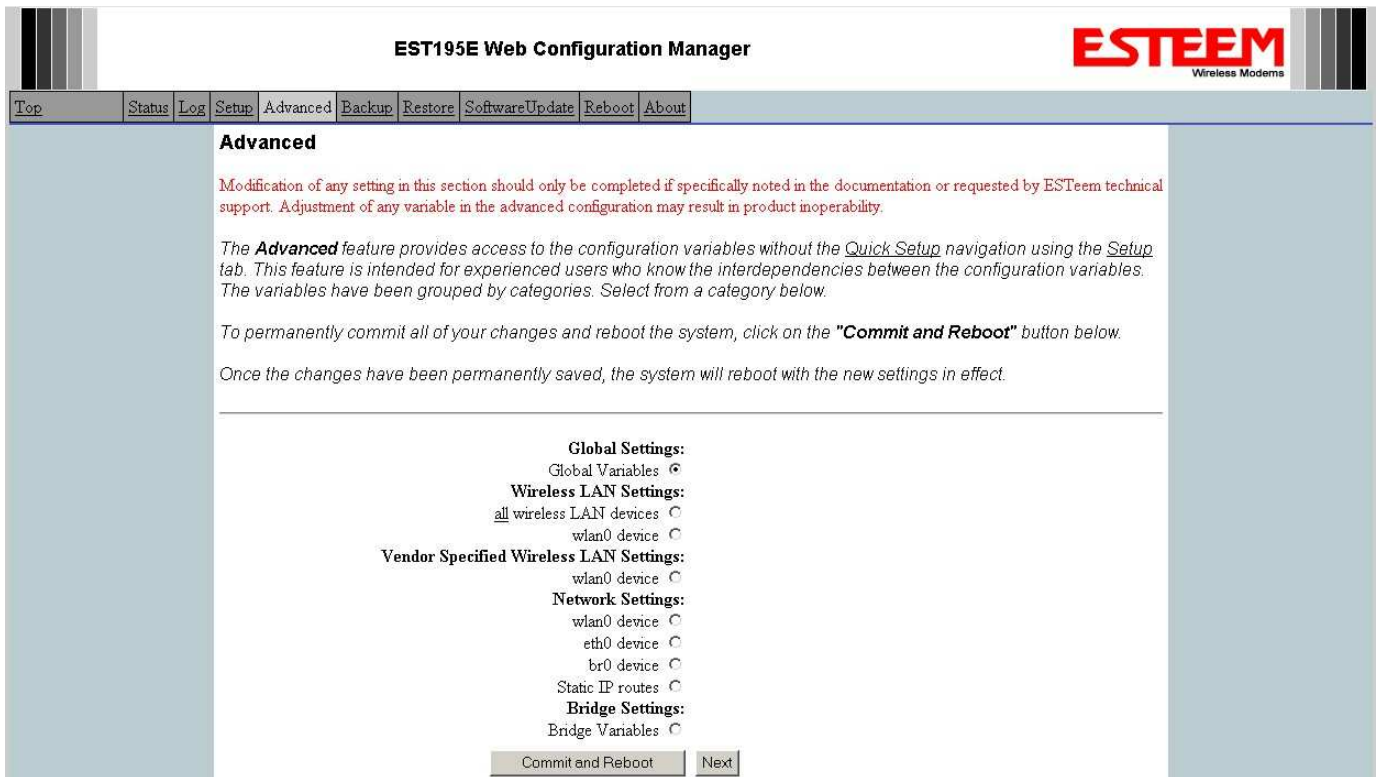 EST195E Web Configuration Manager
ESTEEM
Wireless Modems
Top Status Log Setup Advanced Backup Restore SoftwareUpdate Reboot About
Advanced
Modification of any setting in this section should only be completed if specifically noted in the documentation or requested by ESTeem technical
support. Adjustment of any variable in the advanced configuration may result in product inoperability.
The Advanced feature provides access to the configuration variables without the Quick Setup navigation using the Setup
tab. This feature is intended for experienced users who know the interdependencies between the configuration variables.
The variables have been grouped by categories. Select from a category below.
To permanently commit all of your changes and reboot the system, click on the "Commit and Reboot" button below.
Once the changes have been permanently saved, the system will reboot with the new settings in effect.
Global Settings:
Global Variables
Wireless LAN Settings:
all wireless LAN devices
wlan0 device
Vendor Specified Wireless LAN Settings:
wlan0 device
Network Settings:
wlan0 device
eth0 device
br0 device
Static IP routes
Bridge Settings:
Bridge Variables
Commit and Reboot Next